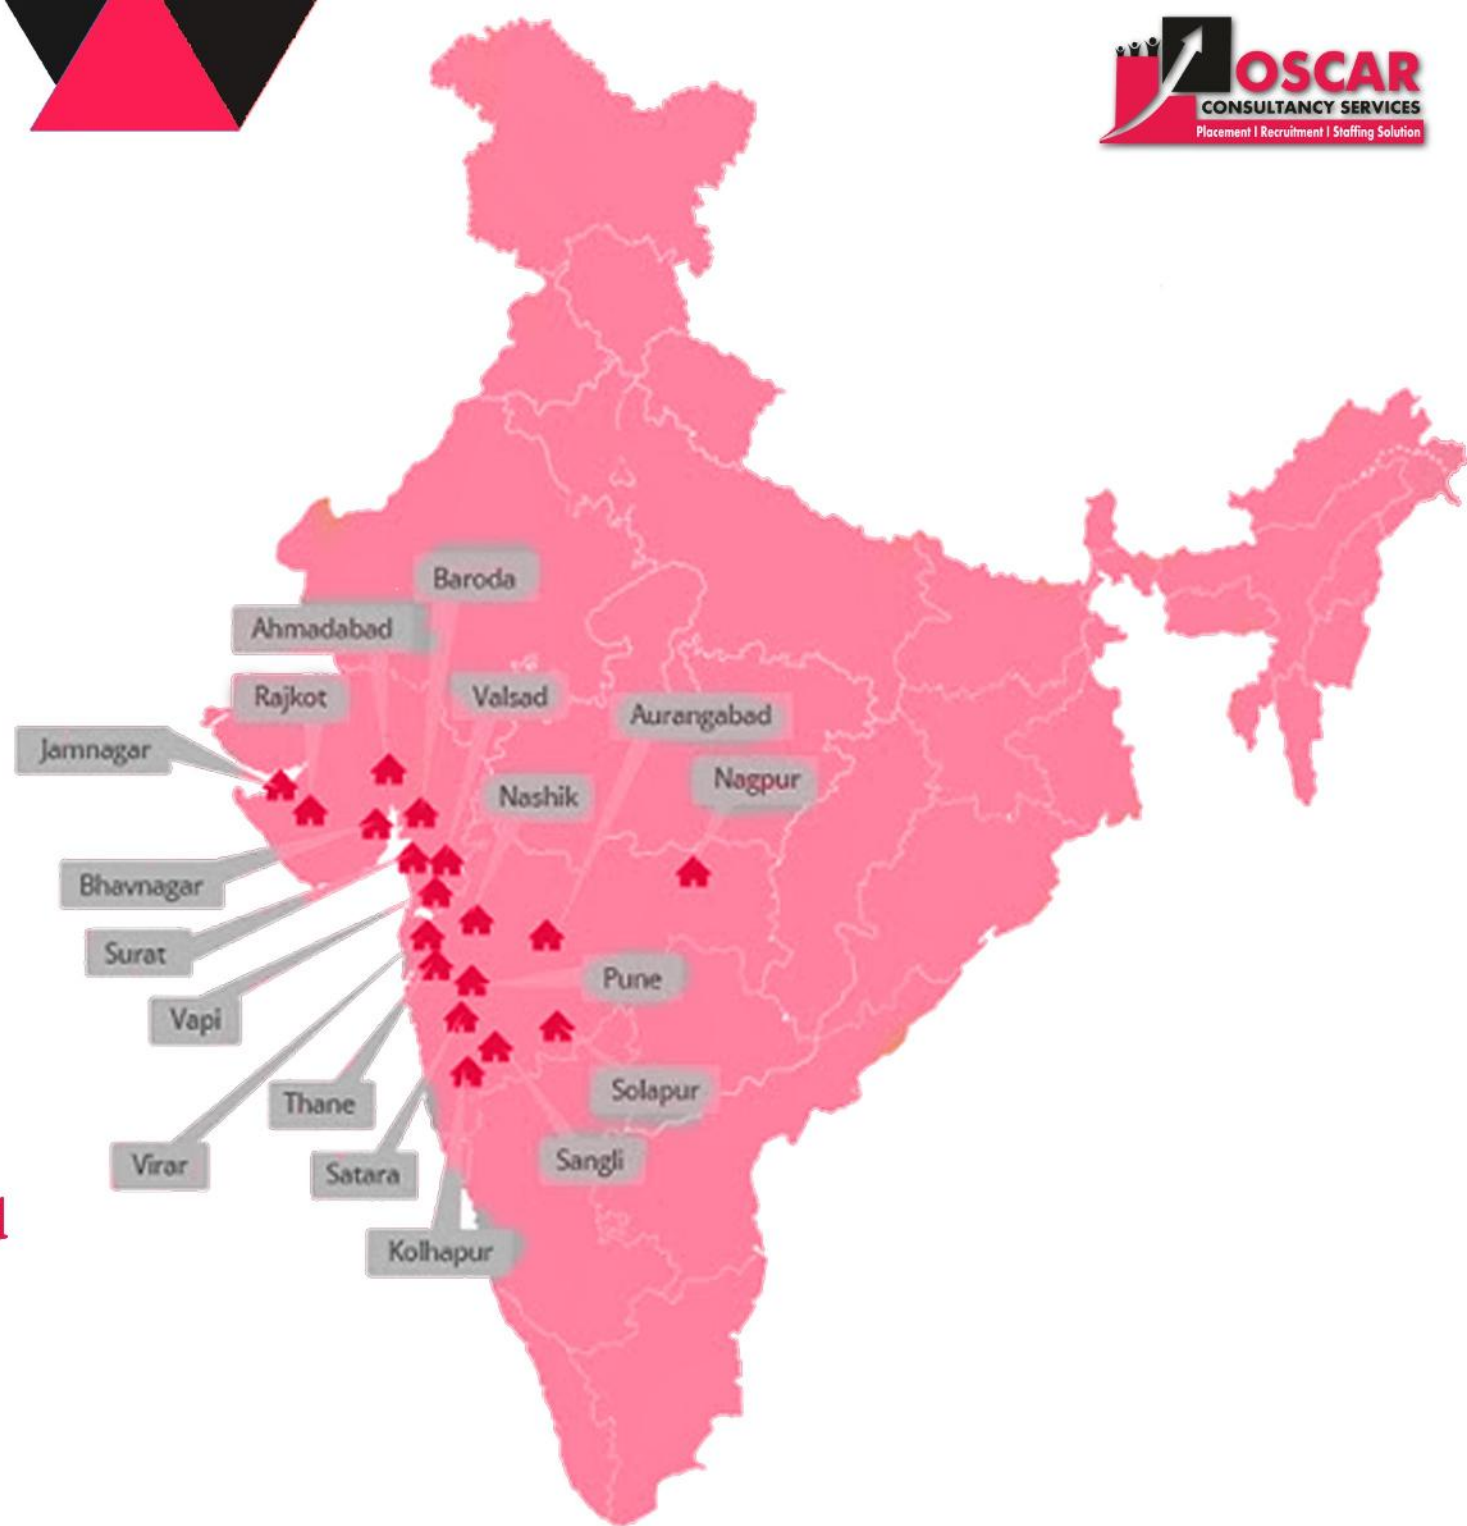 OSCAR
CONSULTANCY SERVICES
Placement I Recruitment I Staffing Solution
Baroda
Ahmadabad
Rajkot
Valsad
Aurangabad
Jamnagar
Nagpur
Nashik
Bhavnagar
Surat
Pune
Vapi
Solapur
Thane
Sangli
Virar
Satara
Kolhapur